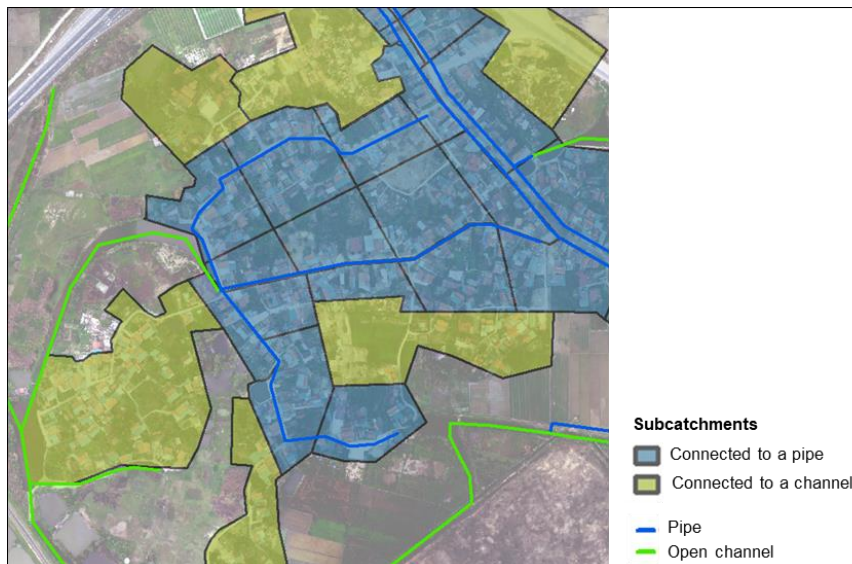 Subcatchments
Connected to a pipe
Connected to a channel
Pipe
Open channel